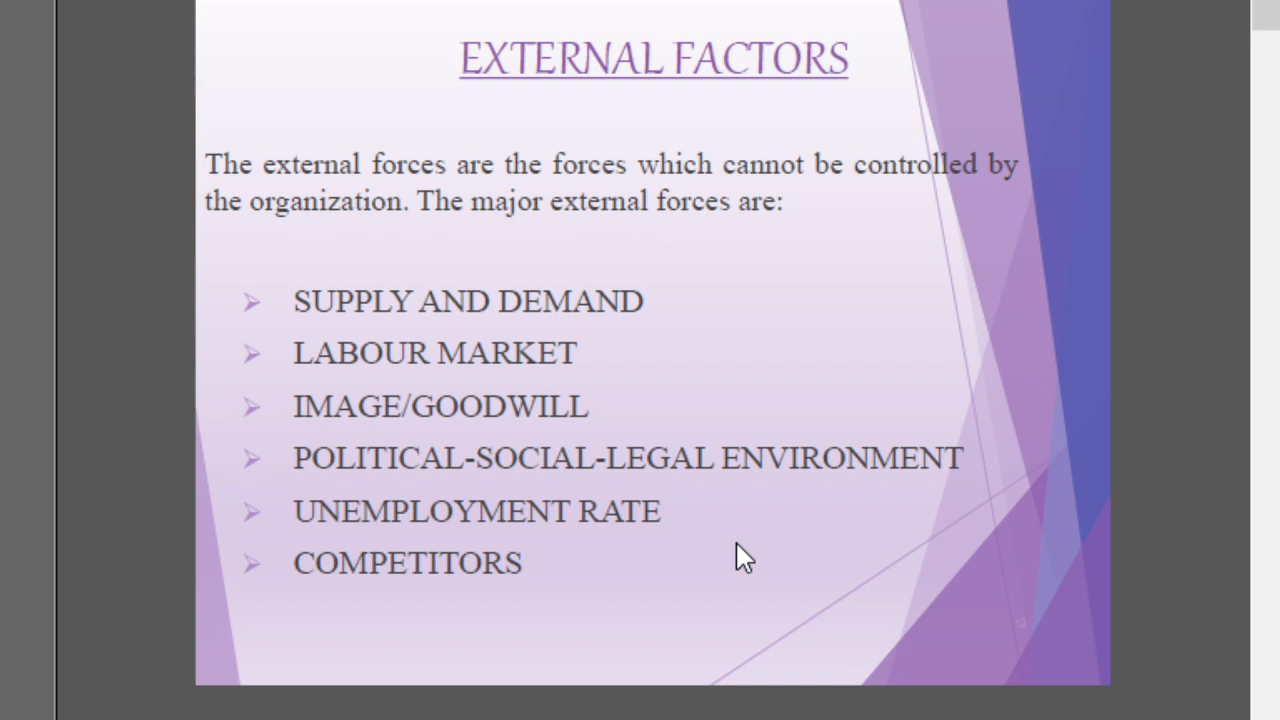 EXTERNAL FACTORS
The external forces are the forces which cannot be controlled by
the organization. The major external forces are:
SUPPLY AND DEMAND
LABOUR MARKET
IMAGE/GOODWILL
POLITICAL-SOCIAL-LEGAL ENVIRONMENT
UNEMPLOYMENT RATE
COMPETITORS